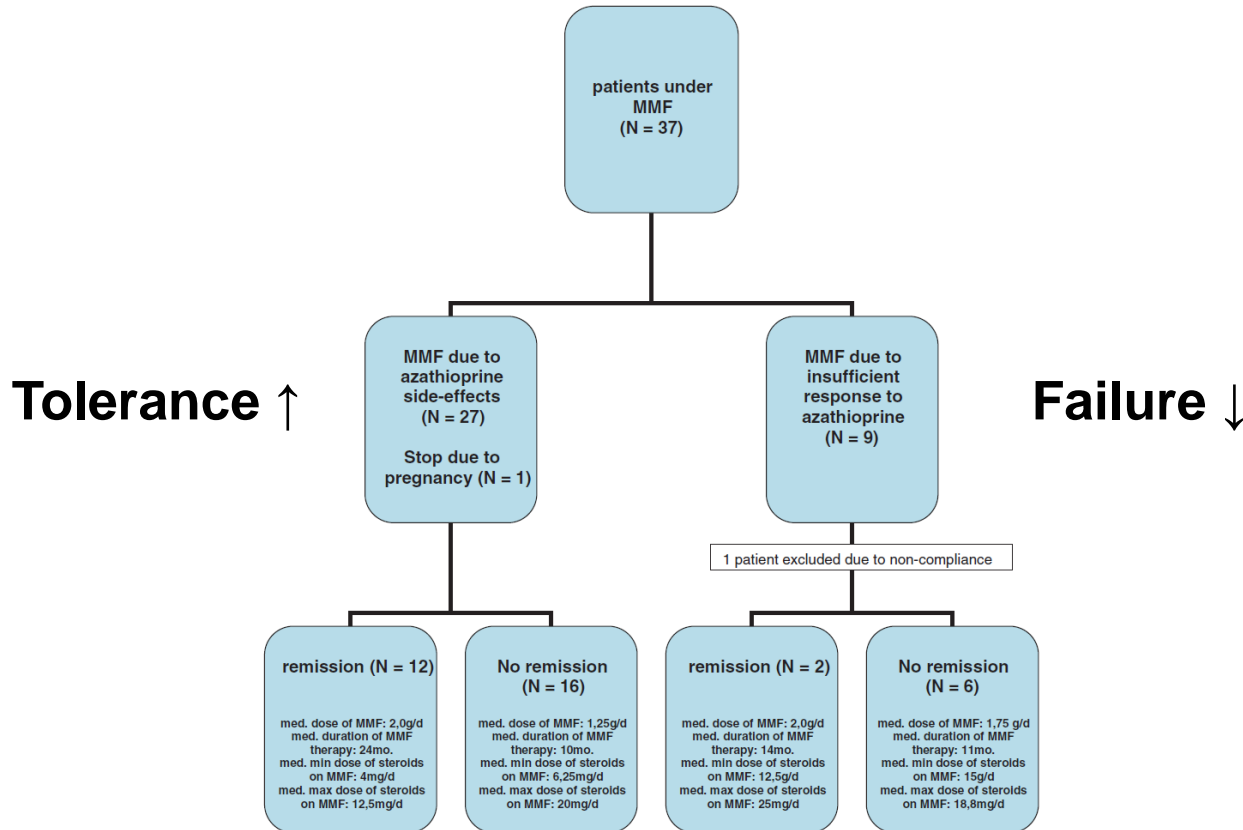 patients under
MMF
(N = 37)
Tolerance ↑
MMF due to
azathioprine
side-effects
(N = 27)
Stop due to
pregnancy (N = 1)
MMF due to
insufficient
response to
azathioprine
(N = 9)
Failure ↓
1 patient excluded due to non-compliance
remission (N = 12)
med. dose of MMF: 2,0g/d
med. duration of MMF
therapy: 24mo.
med. min dose of steroids
on MMF: 4mg/d
med. max dose of steroids
on MMF: 12,5mg/d
No remission
(N = 16)
med. dose of MMF: 1,25g/d
med. duration of MMF
therapy: 10mo.
med. min dose of steroids
on MMF: 6,25mg/d
med. max dose of steroids
on MMF: 20mg/d
remission (N = 2)
med. dose of MMF: 2,0g/d
med. duration of MMF
therapy: 14mo.
med. min dose of steroids
on MMF: 12,5g/d
med. max dose of steroids
on MMF: 25mg/d
No remission
(N = 6)
med. dose of MMF: 1,75 g/d
med. duration of MMF
therapy: 11mo.
med. min dose of steroids
on MMF: 15g/d
med. max dose of steroids
on MMF: 18,8mg/d